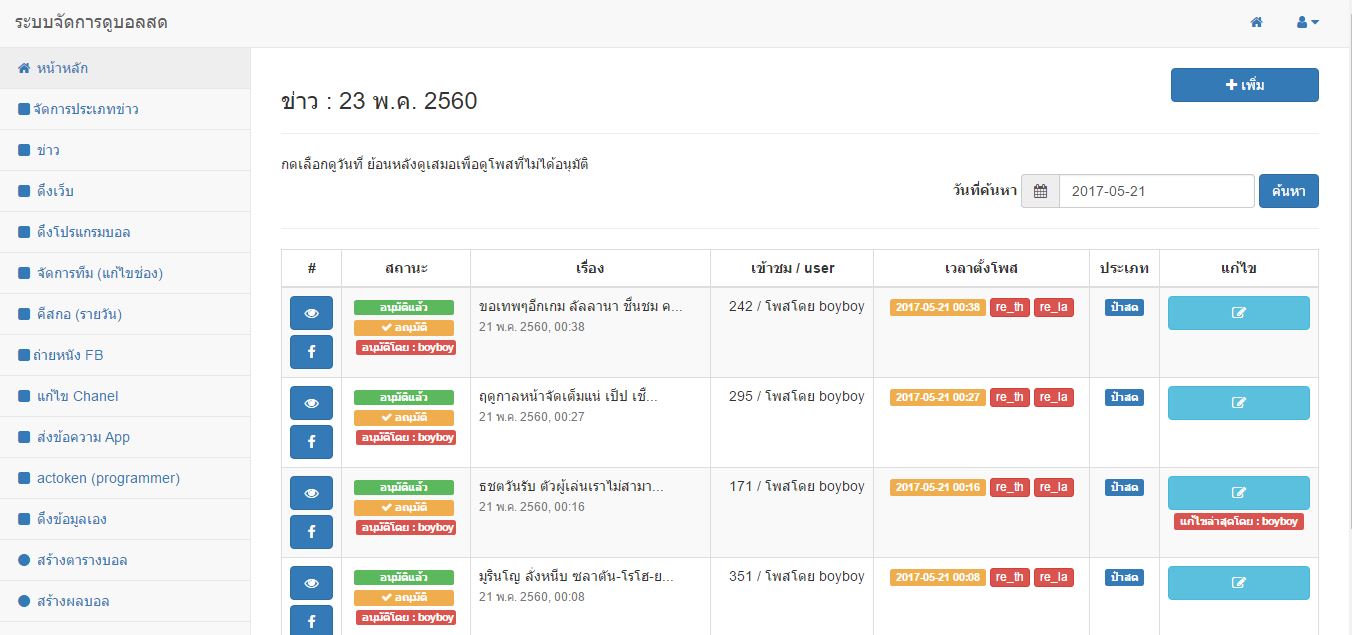 ระบบจัดการดูบอลสด
หน้าหลัก
จัดการประเภทข่าว
ข่าว
ดึงเว็บ
ดึงโปรแกรมบอล
จัดการทีม (แก้ไขช่อง)
ดีสกอ (รายวัน)
ถ่ายหนัง FB
แก้ไข Chanel
ส่งข้อความ App
actoken (programmer)
ดึงข้อมูลเอง
สร้างตารางบอล
สร้างผลบอล
ข่าว : 23 พ.ค. 2560
เพิ่ม
กดเลือกดูวันที่ ย้อนหลังดูเสมอเพื่อดูโพสที่ไม่ได้อนุมัติ
วันที่ค้นหา 2017-05-21 ค้นหา
# สถานะ เรื่อง เข้าชม / user เวลาตั้งโพส ประเภท แก้ไข
อนุมัติแล้ว ขอเทพๆอีกเกม ลัลลานา ชื่นชม ค... 242 / โพสโดย boyboy 2017-05-21 00:38 re_th re_la ป๋าสด
อณุมัติ 21 พ.ค. 2560, 00:38
อนุมัติโดย : boyboy
อนุมัติแล้ว ฤดูกาลหน้าจัดเต็มแน่ เป๊ป เชื่... 295 / โพสโดย boyboy 2017-05-21 00:27 re_th re_la ป๋าสด
อณุมัติ 21 พ.ค. 2560, 00:27
อนุมัติโดย : boyboy
อนุมัติแล้ว ธชตวันรับ ตัวผู้เล่นเราไม่สามา... 171 / โพสโดย boyboy 2017-05-21 00:16 re_th re_la ป๋าสด
อณุมัติ 21 พ.ค. 2560, 00:16
อนุมัติโดย : boyboy แก้ไขล่าสุดโดย : boyboy
อนุมัติแล้ว มูรินโญ ลั่งหนีบ ซลาตัน-โรโฮ-ย... 351 / โพสโดย boyboy 2017-05-21 00:08 re_th re_la ป๋าสด
อณุมัติ 21 พ.ค. 2560, 00:08
อนุมัติโดย : boyboy